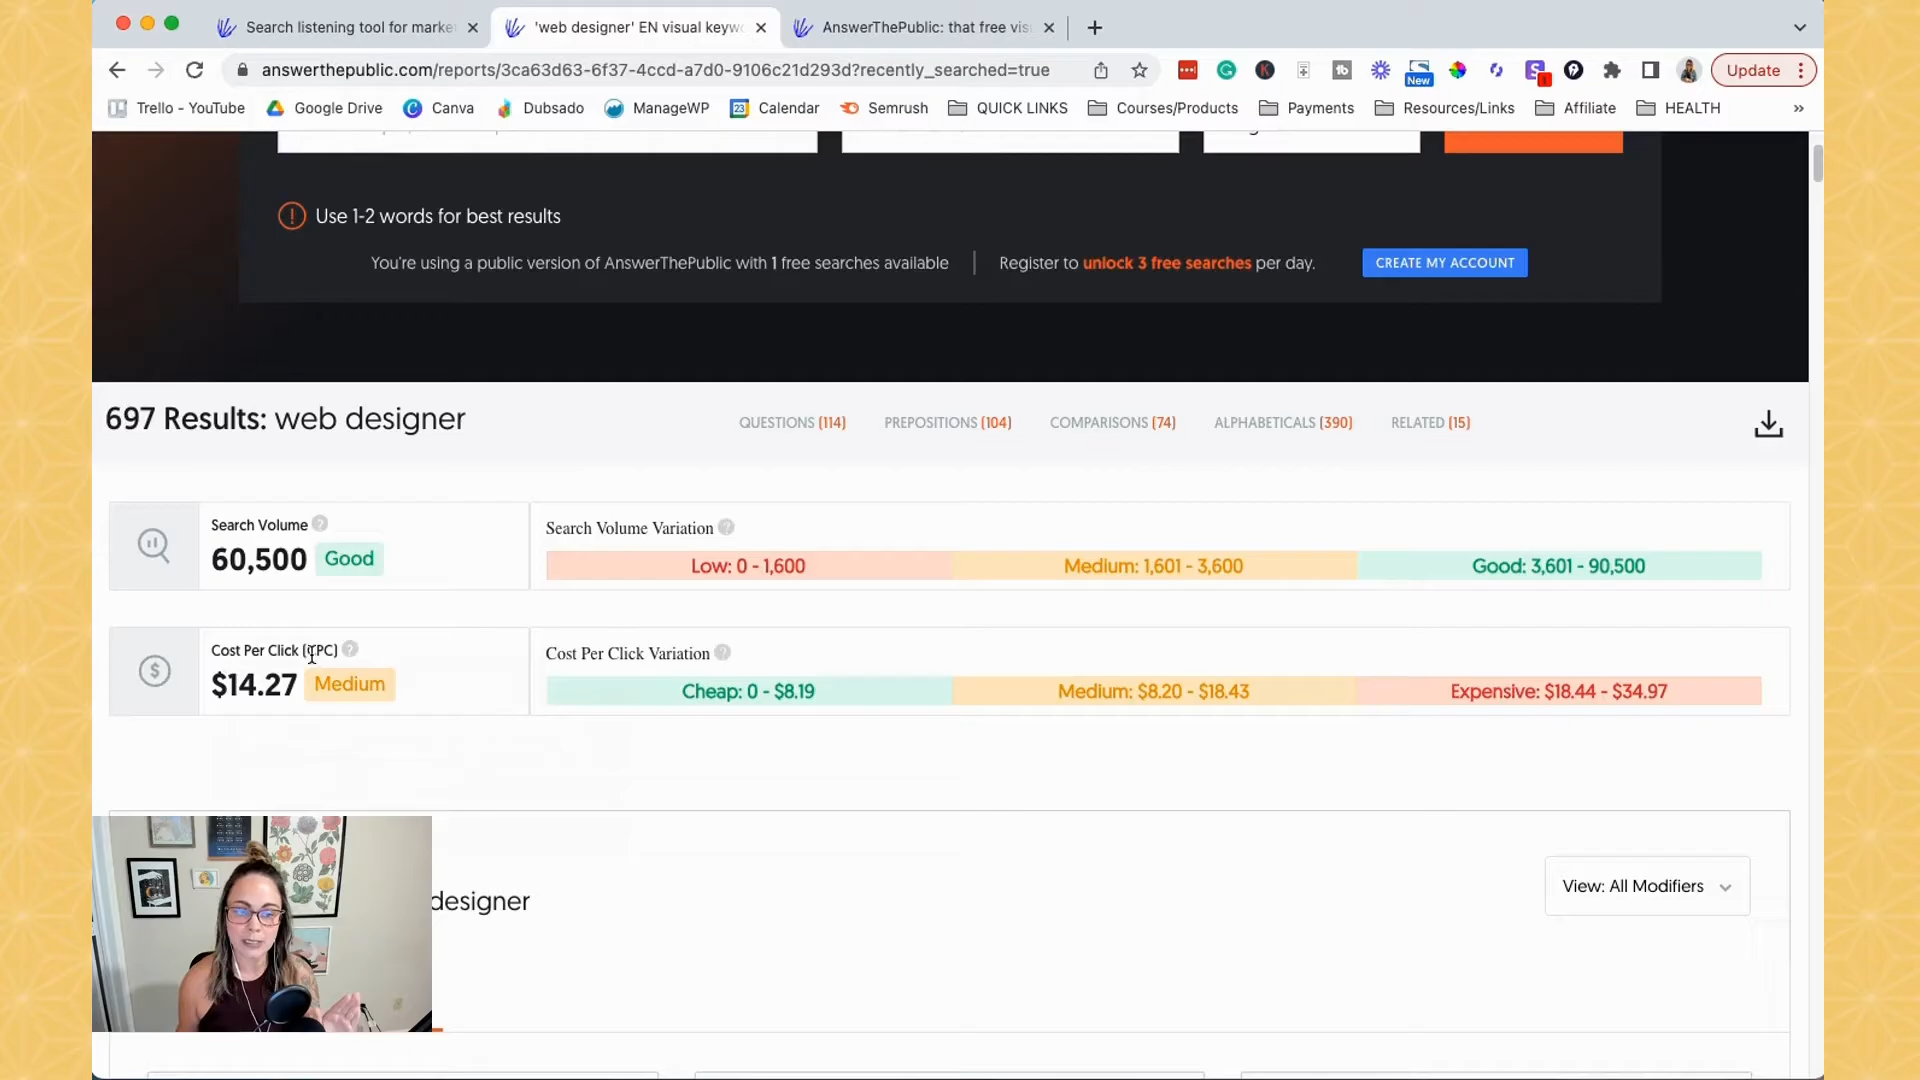 Search listening tool for marke
'web designer' EN visual keyw
AnswerThePublic: that free vis
answerthepublic.com/reports/3ca63d63-6f37-4ccd-a7d0-9106c21d293d?recently_searched=true
New
1
Update
Trello - YouTube
Google Drive
Canva
Dubsado
ManageWP
Calendar
Semrush
QUICK LINKS
Courses/Products
Payments
Resources/Links
Affiliate
HEALTH
»
Use 1-2 words for best results
You're using a public version of AnswerThePublic with 1 free searches available
Register to unlock 3 free searches per day.
CREATE MY ACCOUNT
697 Results: web designer
QUESTIONS (114)
PREPOSITIONS (104)
COMPARISONS (74)
ALPHABETICALS (390)
RELATED (15)
Search Volume ?
60,500 Good
Search Volume Variation ?
Low: 0 - 1,600
Medium: 1,601 - 3,600
Good: 3,601 - 90,500
Cost Per Click (CPC) ?
$14.27 Medium
Cost Per Click Variation ?
Cheap: 0 - $8.19
Medium: $8.20 - $18.43
Expensive: $18.44 - $34.97
designer
View: All Modifiers